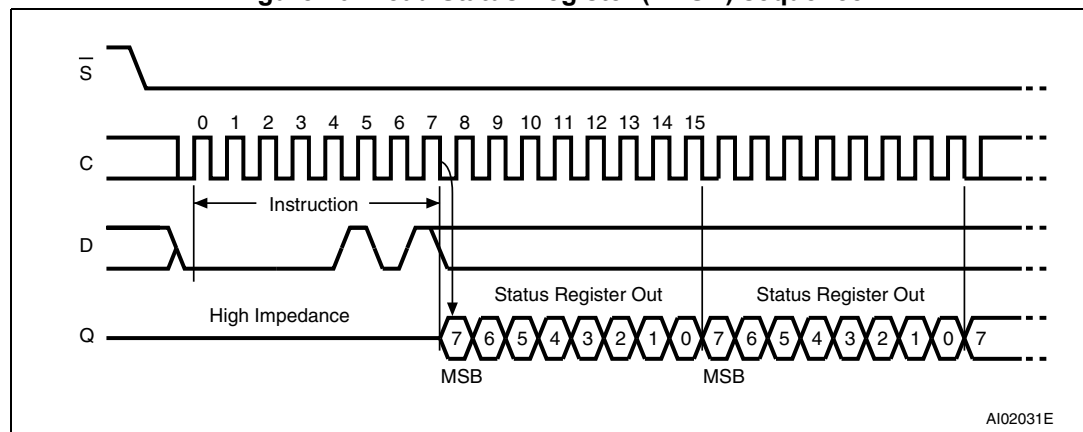 S
0 1 2 3 4 5 6 7 8 9 10 11 12 13 14 15
C
Instruction
D
Status Register Out Status Register Out
High Impedance
Q 7 6 5 4 3 2 1 0 7 6 5 4 3 2 1 0 7
MSB MSB
AI02031E